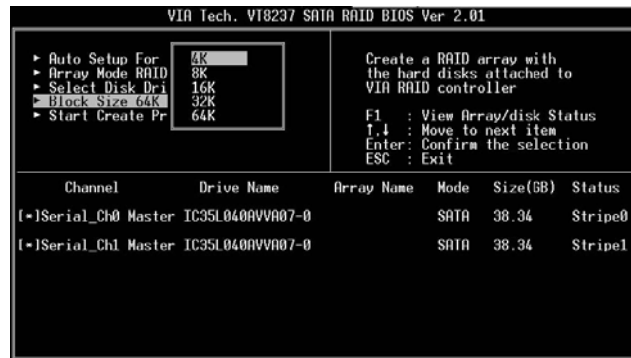 VIA Tech. VT8237 SATA RAID BIOS Ver 2.01
► Auto Setup For
► Array Mode RAID
► Select Disk Dri
► Block Size 64K
► Start Create Pr
4K
8K
16K
32K
64K
Create a RAID array with
the hard disks attached to
VIA RAID controller
F1 : View Array/disk Status
↑,↓ : Move to next item
Enter: Confirm the selection
ESC : Exit
Channel Drive Name Array Name Mode Size(GB) Status
[*]Serial_Ch0 Master IC35L040AVVA07-0 SATA 38.34 Stripe0
[*]Serial_Ch1 Master IC35L040AVVA07-0 SATA 38.34 Stripe1